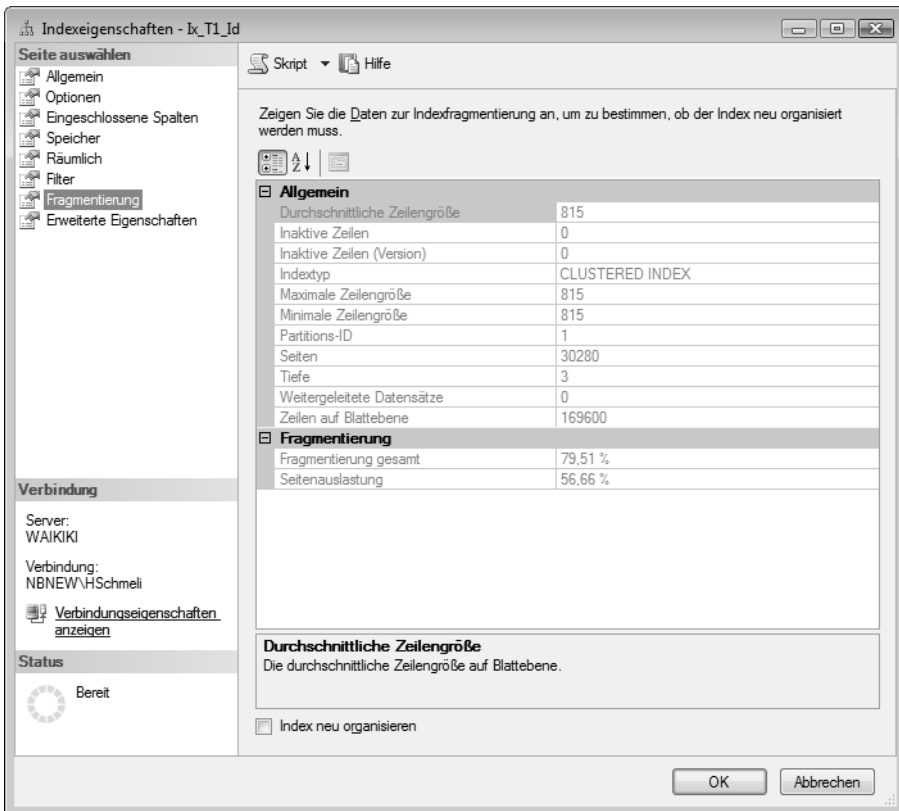 Indexeigenschaften - Ix_T1_Id
Seite auswählen
Allgemein
Optionen
Eingeschlossene Spalten
Speicher
Räumlich
Filter
Fragmentierung
Erweiterte Eigenschaften
Skript
Hilfe
Zeigen Sie die Daten zur Indexfragmentierung an, um zu bestimmen, ob der Index neu organisiert
werden muss.
Allgemein
Durchschnittliche Zeilengröße 815
Inaktive Zeilen 0
Inaktive Zeilen (Version) 0
Indextyp CLUSTERED INDEX
Maximale Zeilengröße 815
Minimale Zeilengröße 815
Partitions-ID 1
Seiten 30280
Tiefe 3
Weitergeleitete Datensätze 0
Zeilen auf Blattebene 169600
Fragmentierung
Fragmentierung gesamt 79,51 %
Seitenauslastung 56,66 %
Verbindung
Server:
WAIKIKI
Verbindung:
NBNEW\HSchmeli
Verbindungseigenschaften
anzeigen
Status
Bereit
Durchschnittliche Zeilengröße
Die durchschnittliche Zeilengröße auf Blattebene.
Index neu organisieren
OK
Abbrechen